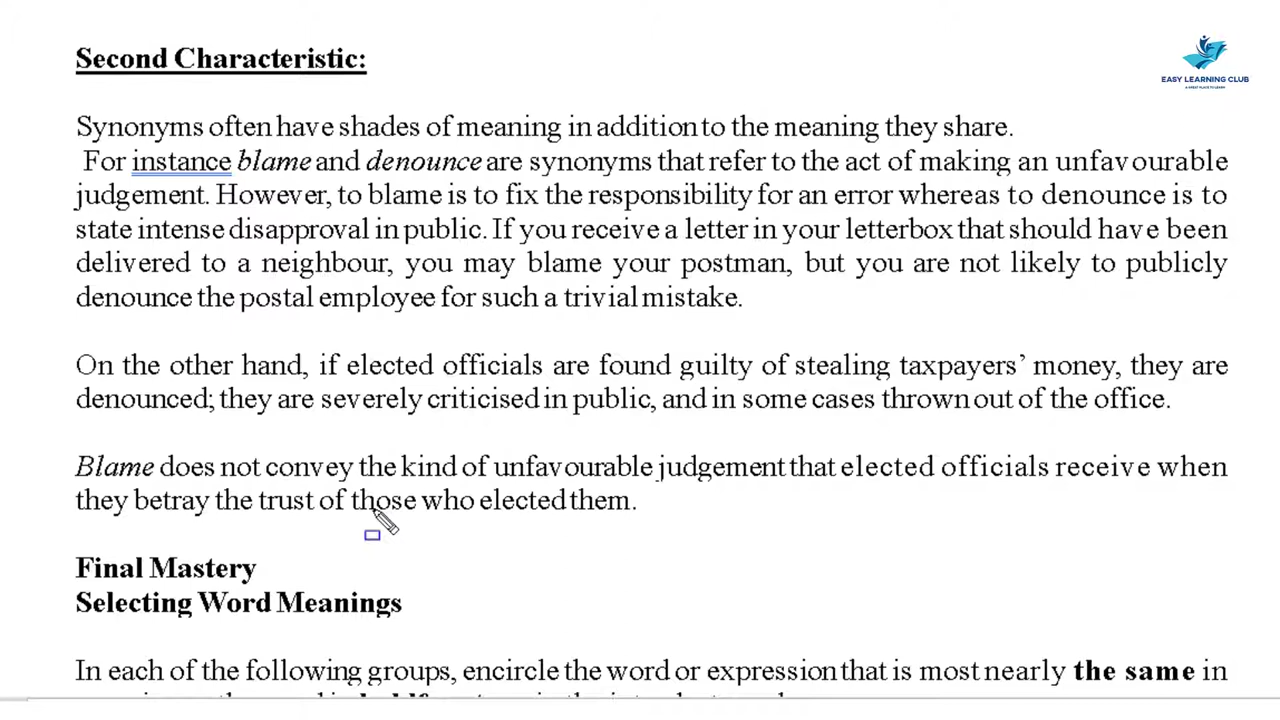 Second Characteristic:
EASY LEARNING CLUB
A GREAT PLACE TO LEARN
Synonyms often have shades of meaning in addition to the meaning they share.
For instance blame and denounce are synonyms that refer to the act of making an unfavourable
judgement. However, to blame is to fix the responsibility for an error whereas to denounce is to
state intense disapproval in public. If you receive a letter in your letterbox that should have been
delivered to a neighbour, you may blame your postman, but you are not likely to publicly
denounce the postal employee for such a trivial mistake.
On the other hand, if elected officials are found guilty of stealing taxpayers’ money, they are
denounced; they are severely criticised in public, and in some cases thrown out of the office.
Blame does not convey the kind of unfavourable judgement that elected officials receive when
they betray the trust of those who elected them.
Final Mastery
Selecting Word Meanings
In each of the following groups, encircle the word or expression that is most nearly the same in